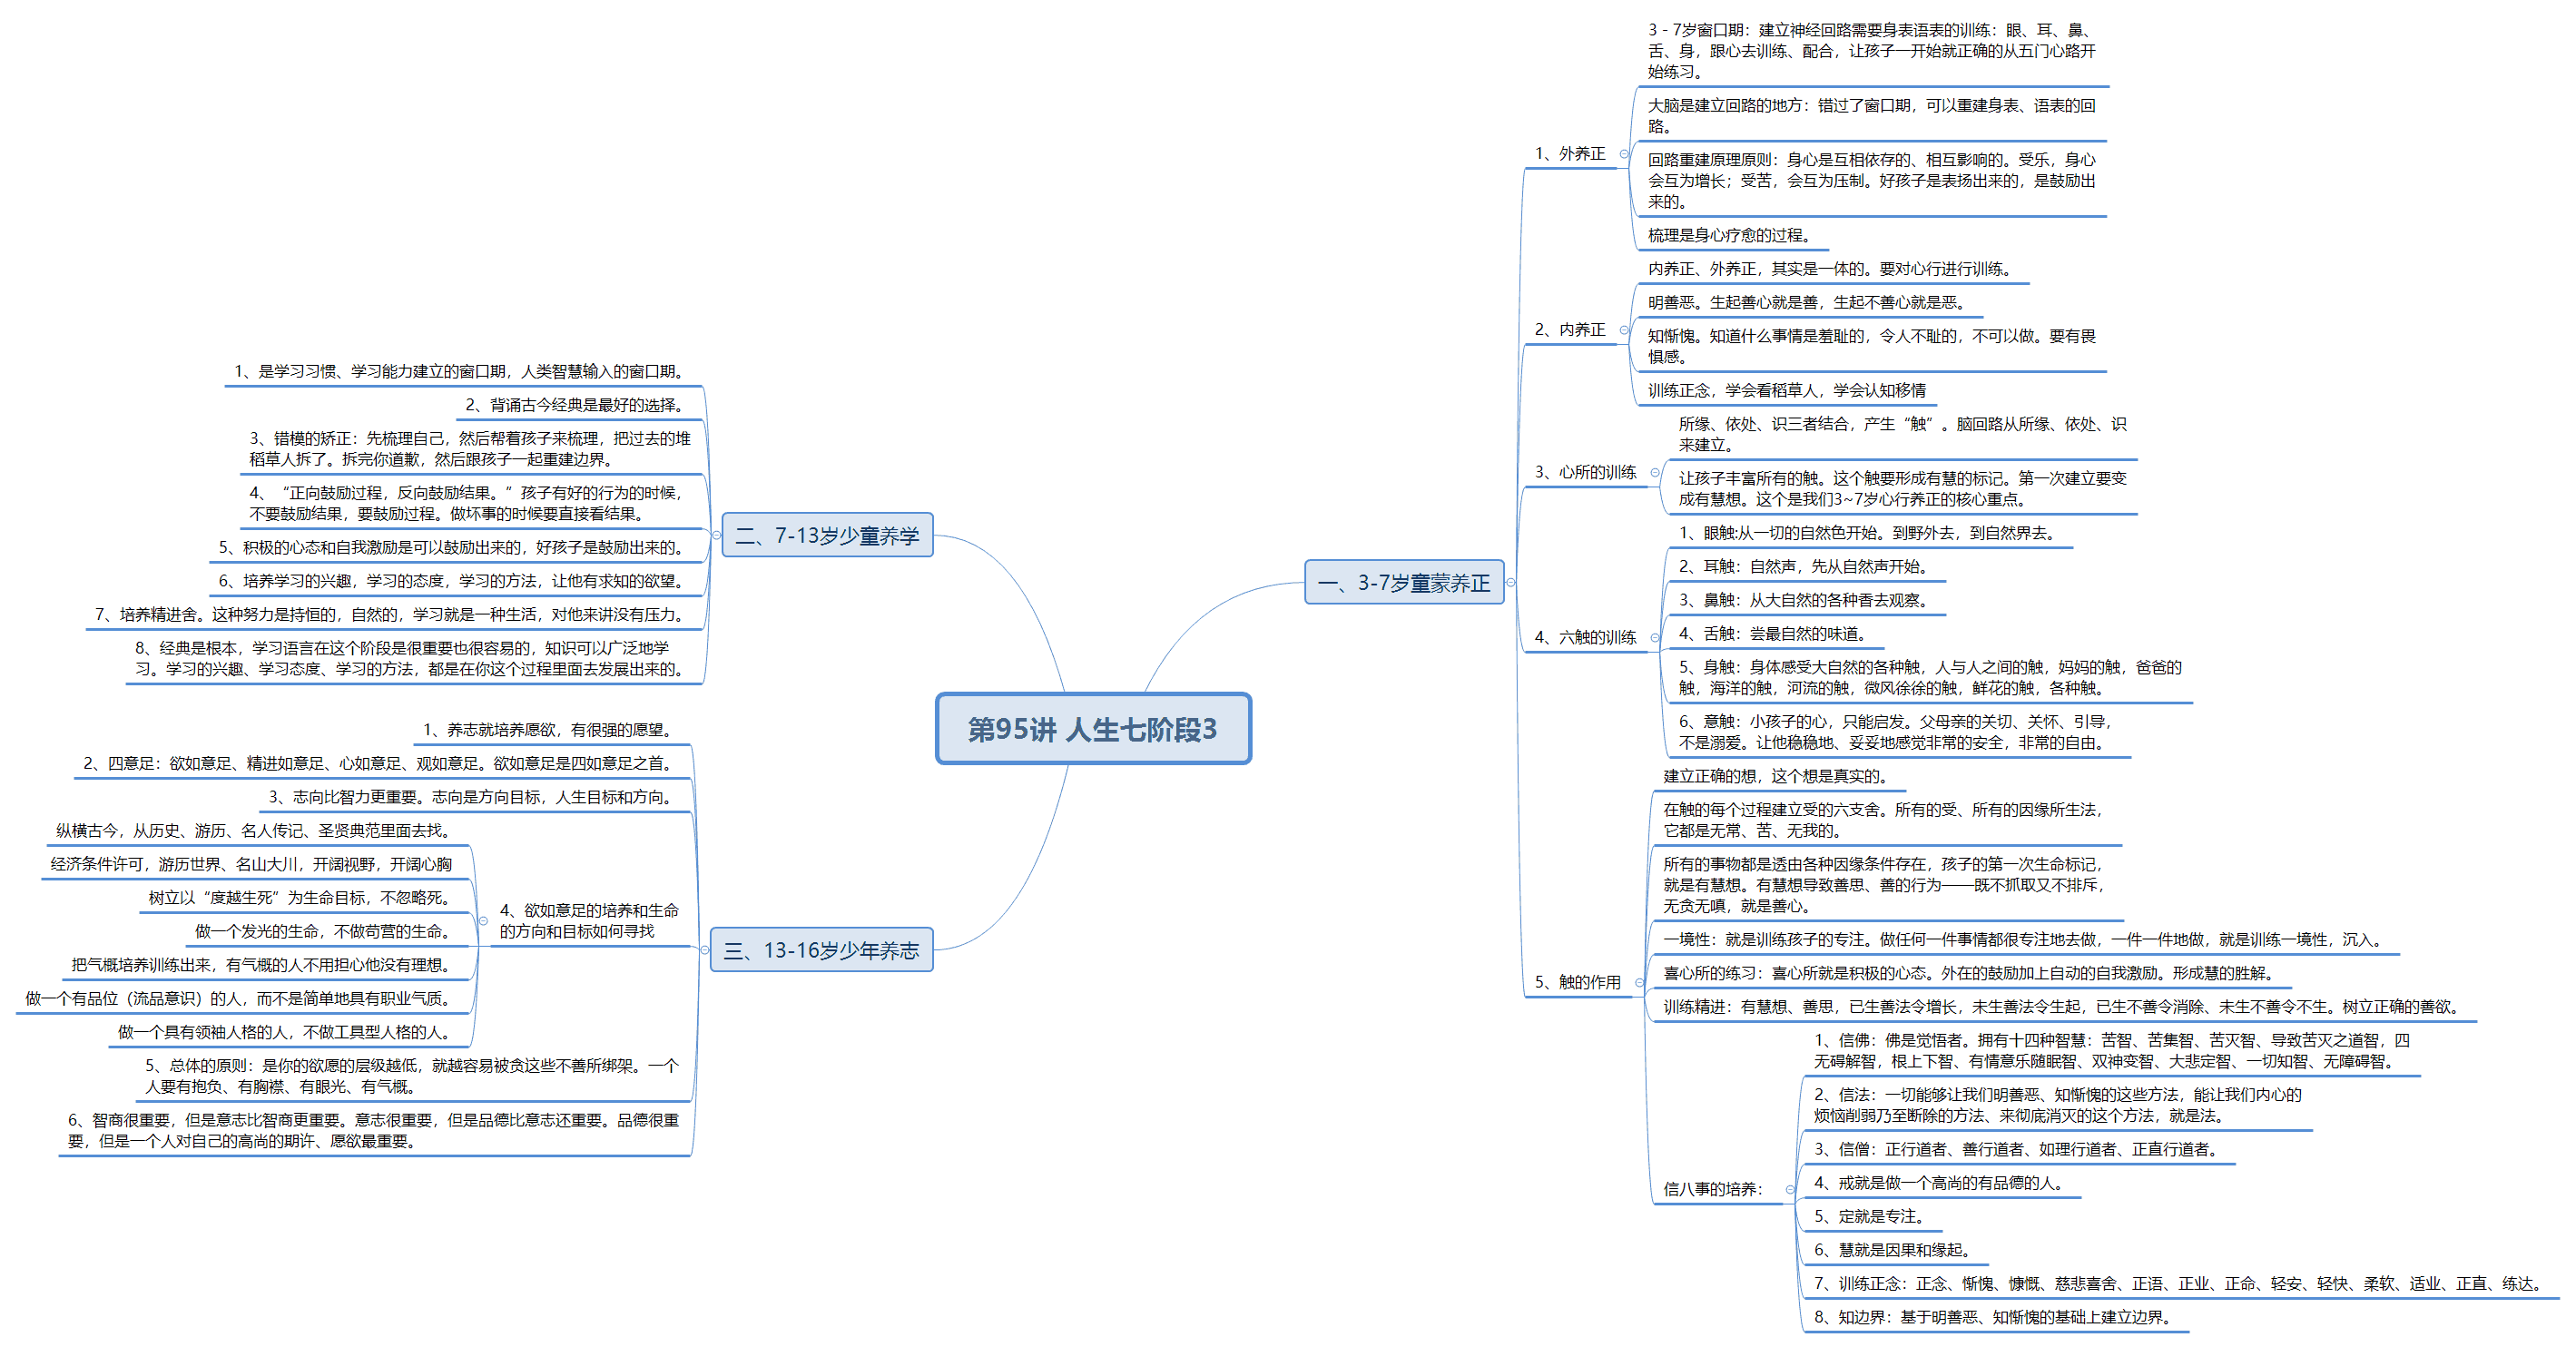 第95讲 人生七阶段3
一、3-7岁童蒙养正
1、外养正
3－7岁窗口期：建立神经回路需要身表语表的训练：眼、耳、鼻、
舌、身，跟心去训练、配合，让孩子一开始就正确的从五门心路开
始练习。
大脑是建立回路的地方：错过了窗口期，可以重建身表、语表的回
路。
回路重建原理原则：身心是互相依存的、相互影响的。受乐，身心
会互为增长；受苦，会互为压制。好孩子是表扬出来的，是鼓励出
来的。
梳理是身心疗愈的过程。
2、内养正
内养正、外养正，其实是一体的。要对心行进行训练。
明善恶。生起善心就是善，生起不善心就是恶。
知惭愧。知道什么事情是羞耻的，令人不耻的，不可以做。要有畏
惧感。
训练正念，学会看稻草人，学会认知移情
3、心所的训练
所缘、依处、识三者结合，产生“触”。脑回路从所缘、依处、识
来建立。
让孩子丰富所有的触。这个触要形成有慧的标记。第一次建立要变
成有慧想。这个是我们3~7岁心行养正的核心重点。
4、六触的训练
1、眼触:从一切的自然色开始。到野外去，到自然界去。
2、耳触：自然声，先从自然声开始。
3、鼻触：从大自然的各种香去观察。
4、舌触：尝最自然的味道。
5、身触：身体感受大自然的各种触，人与人之间的触，妈妈的触，爸爸的
触，海洋的触，河流的触，微风徐徐的触，鲜花的触，各种触。
6、意触：小孩子的心，只能启发。父母亲的关切、关怀、引导，
不是溺爱。让他稳稳地、妥妥地感觉非常的安全，非常的自由。
5、触的作用
建立正确的想，这个想是真实的。
在触的每个过程建立受的六支舍。所有的受、所有的因缘所生法，
它都是无常、苦、无我的。
所有的事物都是透由各种因缘条件存在，孩子的第一次生命标记，
就是有慧想。有慧想导致善思、善的行为——既不抓取又不排斥，
无贪无嗔，就是善心。
一境性：就是训练孩子的专注。做任何一件事情都很专注地去做，一件一件地做，就是训练一境性，沉入。
喜心所的练习：喜心所就是积极的心态。外在的鼓励加上自动的自我激励。形成慧的胜解。
训练精进：有慧想、善思，已生善法令增长，未生善法令生起，已生不善令消除、未生不善令不生。树立正确的善欲。
信八事的培养：
1、信佛：佛是觉悟者。拥有十四种智慧：苦智、苦集智、苦灭智、导致苦灭之道智，四
无碍解智，根上下智、有情意乐随眠智、双神变智、大悲定智、一切知智、无障碍智。
2、信法：一切能够让我们明善恶、知惭愧的这些方法，能让我们内心的
烦恼削弱乃至断除的方法、来彻底消灭的这个方法，就是法。
3、信僧：正行道者、善行道者、如理行道者、正直行道者。
4、戒就是做一个高尚的有品德的人。
5、定就是专注。
6、慧就是因果和缘起。
7、训练正念：正念、惭愧、慷慨、慈悲喜舍、正语、正业、正命、轻安、轻快、柔软、适业、正直、练达。
8、知边界：基于明善恶、知惭愧的基础上建立边界。
二、7-13岁少童养学
1、是学习习惯、学习能力建立的窗口期，人类智慧输入的窗口期。
2、背诵古今经典是最好的选择。
3、错模的矫正：先梳理自己，然后帮着孩子来梳理，把过去的堆
稻草人拆了。拆完你道歉，然后跟孩子一起重建边界。
4、“正向鼓励过程，反向鼓励结果。”孩子有好的行为的时候，
不要鼓励结果，要鼓励过程。做坏事的时候要直接看结果。
5、积极的心态和自我激励是可以鼓励出来的，好孩子是鼓励出来的。
6、培养学习的兴趣，学习的态度，学习的方法，让他有求知的欲望。
7、培养精进舍。这种努力是持恒的，自然的，学习就是一种生活，对他来讲没有压力。
8、经典是根本，学习语言在这个阶段是很重要也很容易的，知识可以广泛地学
习。学习的兴趣、学习态度、学习的方法，都是在你这个过程里面去发展出来的。
三、13-16岁少年养志
1、养志就培养愿欲，有很强的愿望。
2、四意足：欲如意足、精进如意足、心如意足、观如意足。欲如意足是四如意足之首。
3、志向比智力更重要。志向是方向目标，人生目标和方向。
4、欲如意足的培养和生命
的方向和目标如何寻找
纵横古今，从历史、游历、名人传记、圣贤典范里面去找。
经济条件许可，游历世界、名山大川，开阔视野，开阔心胸
树立以“度越生死”为生命目标，不忽略死。
做一个发光的生命，不做苟营的生命。
把气概培养训练出来，有气概的人不用担心他没有理想。
做一个有品位（流品意识）的人，而不是简单地具有职业气质。
做一个具有领袖人格的人，不做工具型人格的人。
5、总体的原则：是你的欲愿的层级越低，就越容易被贪这些不善所绑架。一个
人要有抱负、有胸襟、有眼光、有气概。
6、智商很重要，但是意志比智商更重要。意志很重要，但是品德比意志还重要。品德很重
要，但是一个人对自己的高尚的期许、愿欲最重要。